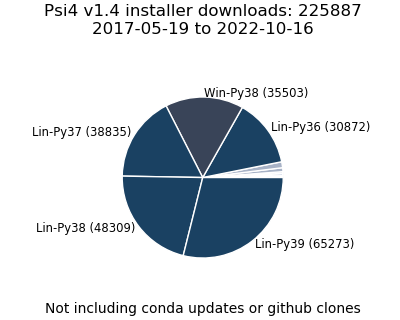 Psi4 v1.4 installer downloads: 225887
2017-05-19 to 2022-10-16
Win-Py38 (35503)
Lin-Py36 (30872)
Lin-Py37 (38835)
Lin-Py38 (48309)
Lin-Py39 (65273)
Not including conda updates or github clones